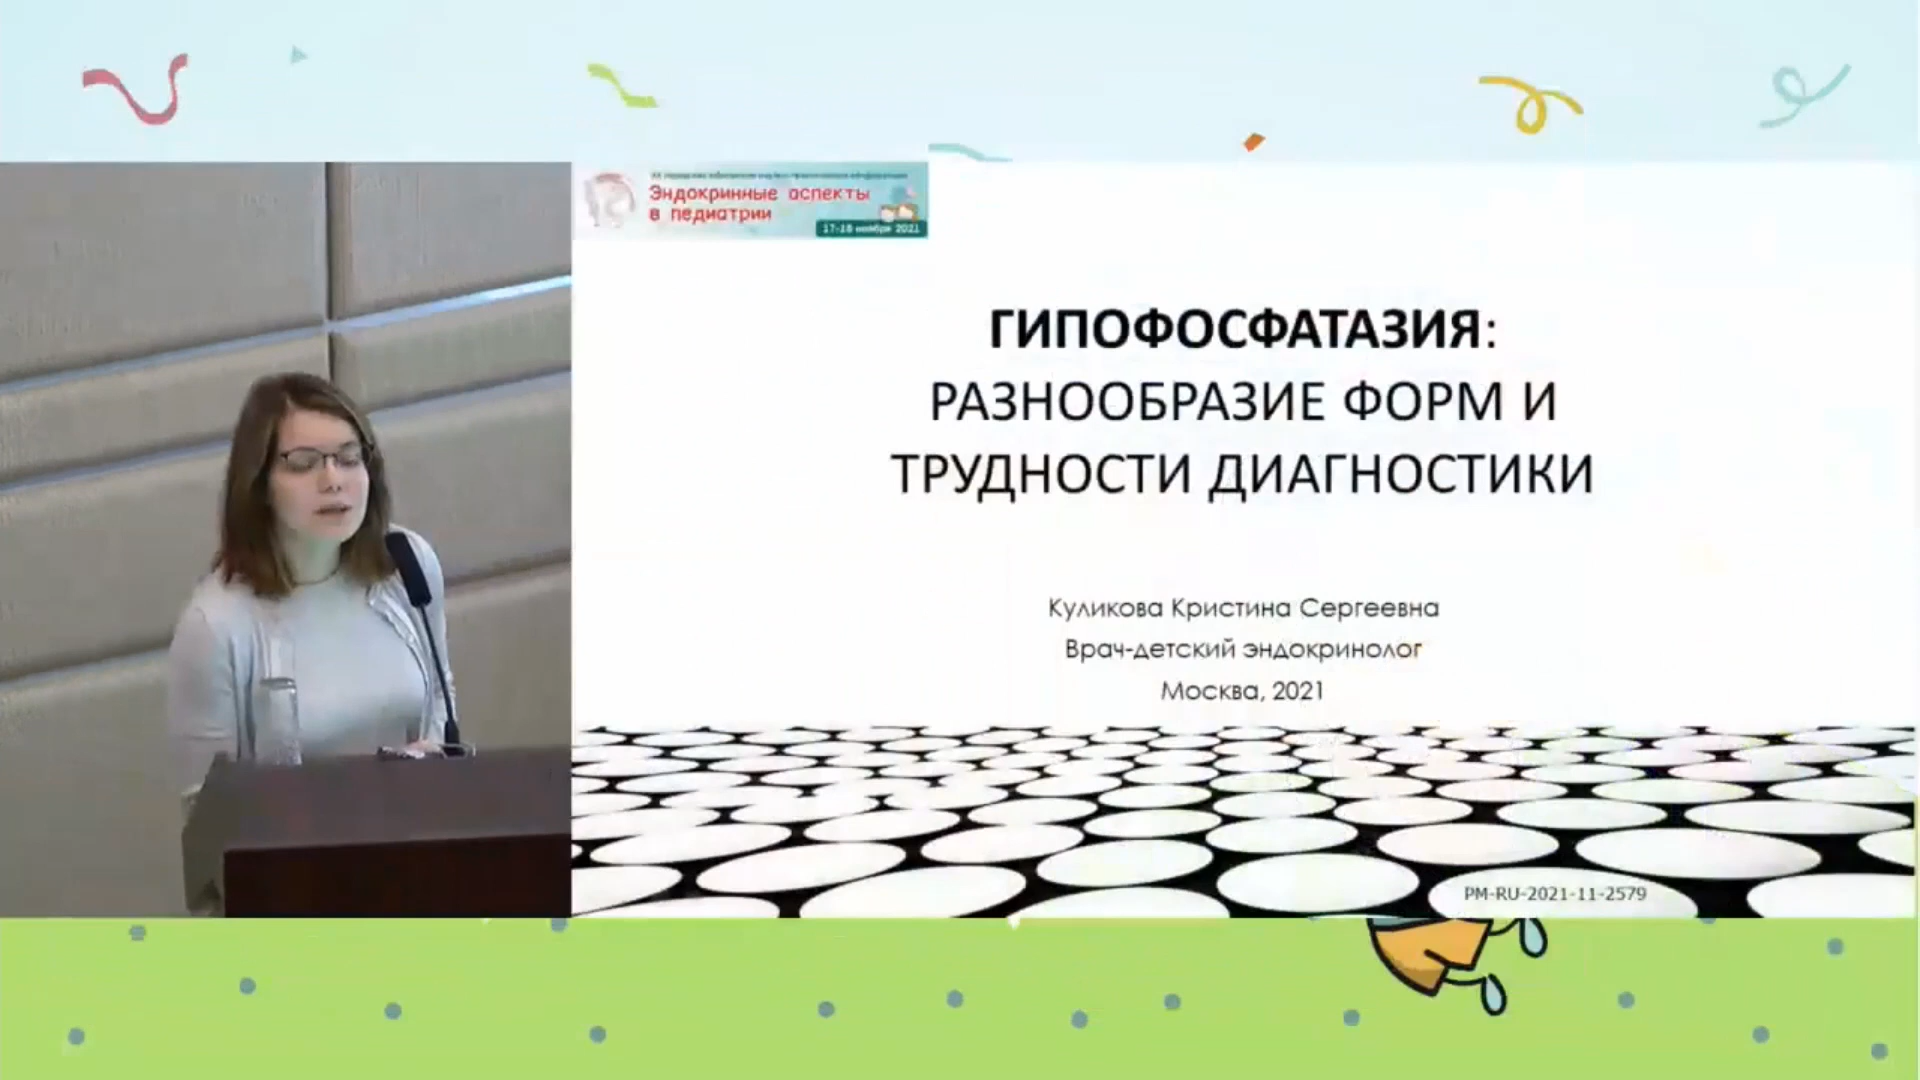 Эндокринные аспекты
в педиатрии
17-18 ноября 2021
ГИПОФОСФАТАЗИЯ:
РАЗНООБРАЗИЕ ФОРМ И
ТРУДНОСТИ ДИАГНОСТИКИ
Куликова Кристина Сергеевна
Врач-детский эндокринолог
Москва, 2021
PM-RU-2021-11-2579